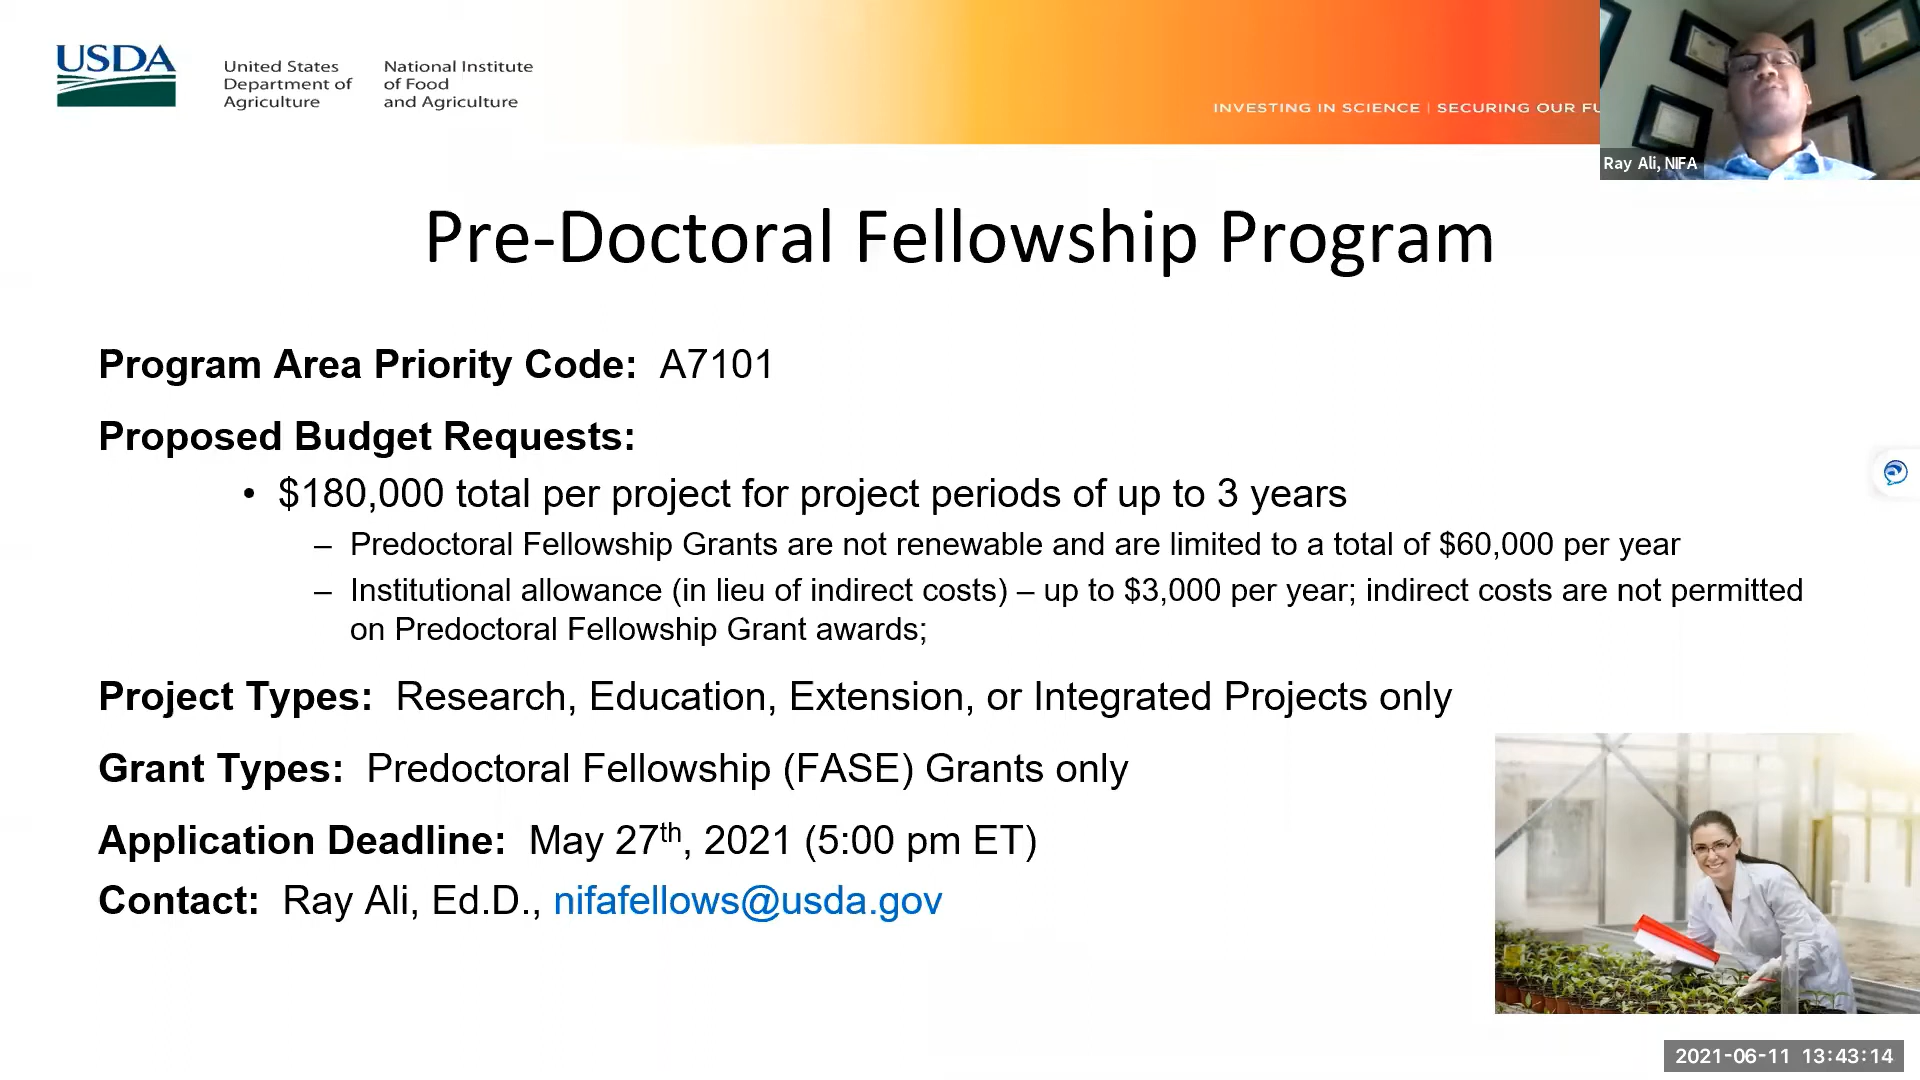 USDA
United States
Department of
Agriculture
National Institute
of Food
and Agriculture
INVESTING IN SCIENCE | SECURING OUR FU
Ray Ali, NIFA
Pre-Doctoral Fellowship Program
Program Area Priority Code: A7101
Proposed Budget Requests:
• $180,000 total per project for project periods of up to 3 years
– Predoctoral Fellowship Grants are not renewable and are limited to a total of $60,000 per year
– Institutional allowance (in lieu of indirect costs) – up to $3,000 per year; indirect costs are not permitted
on Predoctoral Fellowship Grant awards;
Project Types: Research, Education, Extension, or Integrated Projects only
Grant Types: Predoctoral Fellowship (FASE) Grants only
Application Deadline: May 27th, 2021 (5:00 pm ET)
Contact: Ray Ali, Ed.D., nifafellows@usda.gov
2021-06-11 13:43:14